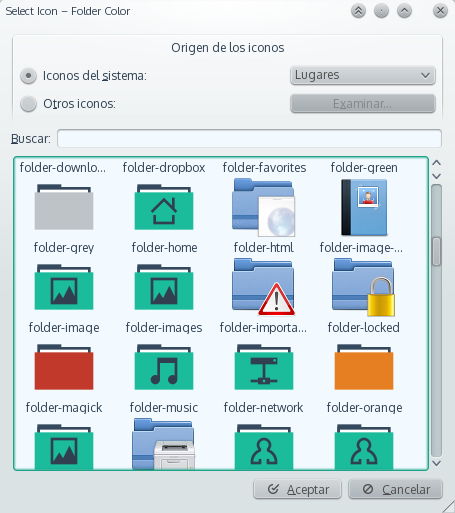 Select Icon – Folder Color
Origen de los iconos
Iconos del sistema:
Lugares
Otros iconos:
Examinar...
Buscar:
folder-downlo... folder-dropbox folder-favorites folder-green
folder-grey folder-home folder-html folder-image-...
folder-image folder-images folder-importa... folder-locked
folder-magick folder-music folder-network folder-orange
Aceptar
Cancelar